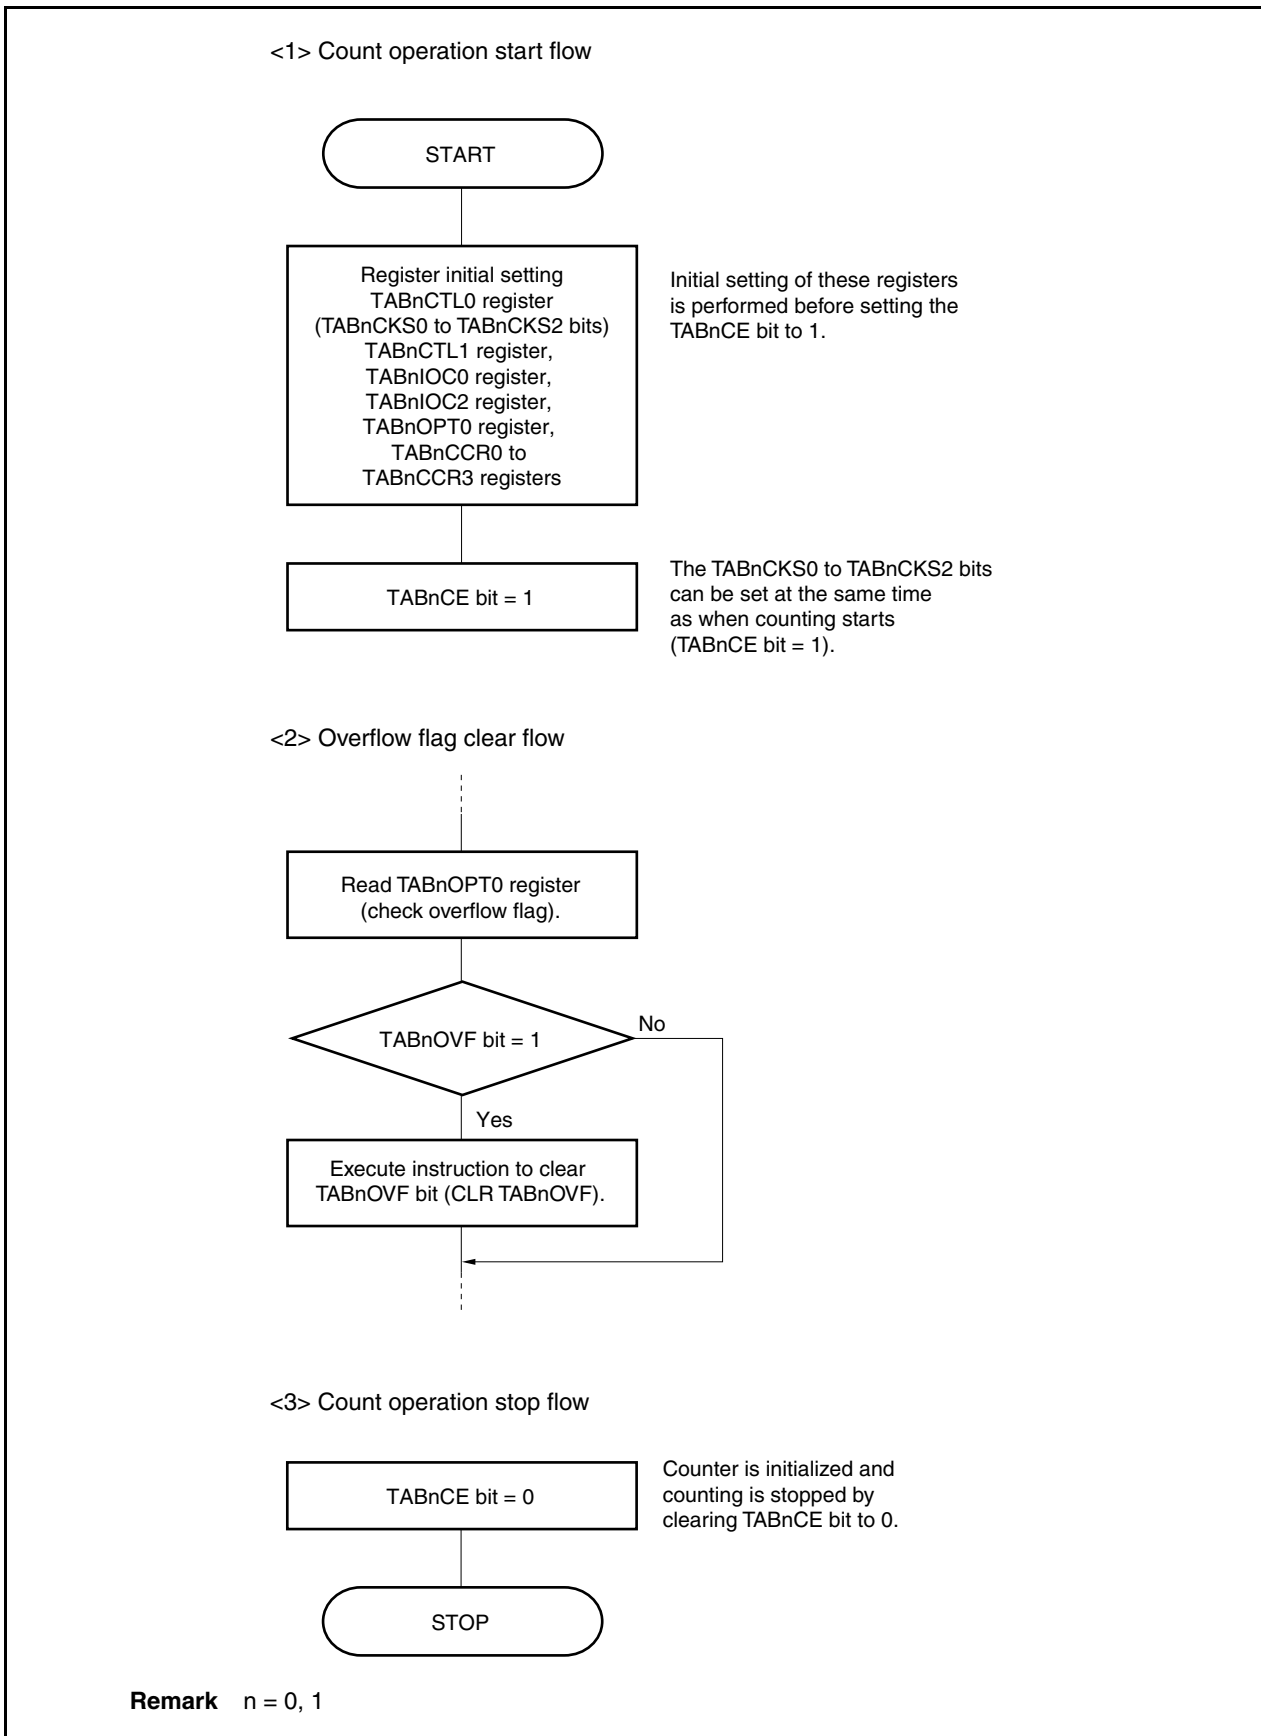 <1> Count operation start flow
START
Register initial setting
TABnCTL0 register
(TABnCKS0 to TABnCKS2 bits)
TABnCTL1 register,
TABnIOC0 register,
TABnIOC2 register,
TABnOPT0 register,
TABnCCR0 to
TABnCCR3 registers
Initial setting of these registers
is performed before setting the
TABnCE bit to 1.
TABnCE bit = 1
The TABnCKS0 to TABnCKS2 bits
can be set at the same time
as when counting starts
(TABnCE bit = 1).
<2> Overflow flag clear flow
Read TABnOPT0 register
(check overflow flag).
TABnOVF bit = 1
No
Yes
Execute instruction to clear
TABnOVF bit (CLR TABnOVF).
<3> Count operation stop flow
TABnCE bit = 0
Counter is initialized and
counting is stopped by
clearing TABnCE bit to 0.
STOP
Remark n = 0, 1